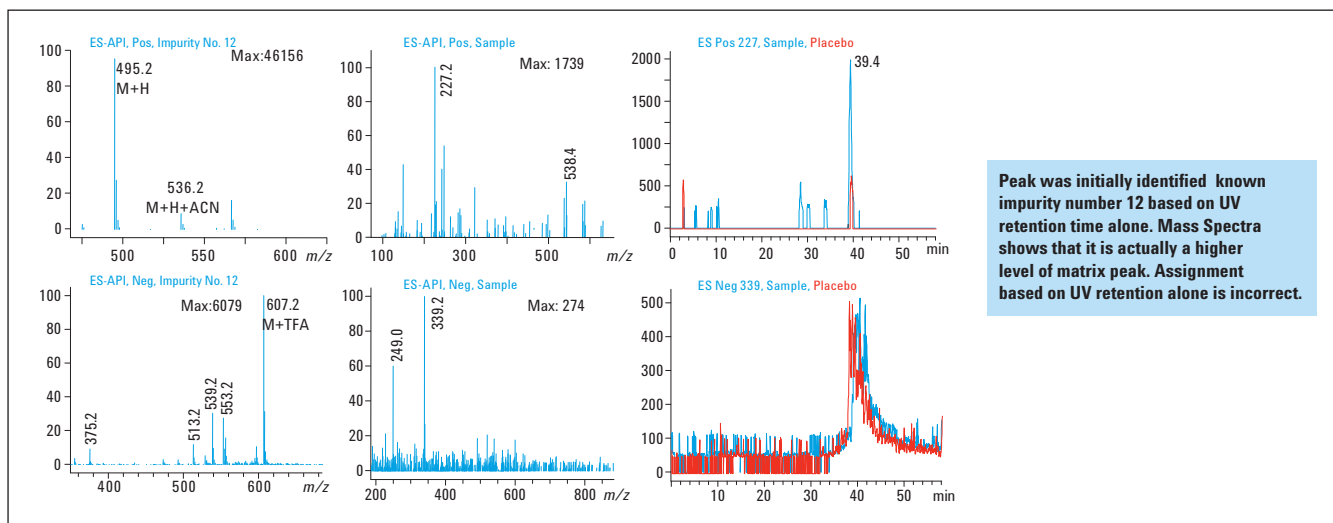 ES-API, Pos, Impurity No. 12
Max:46156
100
80
60
40
20
0
495.2
M+H
536.2
M+H+ACN
500
550
600
m/z
ES-API, Pos, Sample
Max: 1739
100
80
60
40
20
0
227.2
538.4
100
300
500
m/z
ES Pos 227, Sample, Placebo
2000
1750
1250
750
500
250
0
39.4
0
10
20
30
40
50
min
Peak was initially identified known
impurity number 12 based on UV
retention time alone. Mass Spectra
shows that it is actually a higher
level of matrix peak. Assignment
based on UV retention alone is incorrect.
ES-API, Neg, Impurity No. 12
Max:6079
100
80
60
40
20
0
607.2
M+TFA
375.2
513.2
539.2
553.2
400
500
600
m/z
ES-API, Neg, Sample
Max: 274
100
80
60
40
20
0
249.0
339.2
200
400
600
800
m/z
ES Neg 339, Sample, Placebo
500
400
300
200
100
0
0
10
20
30
40
50
min